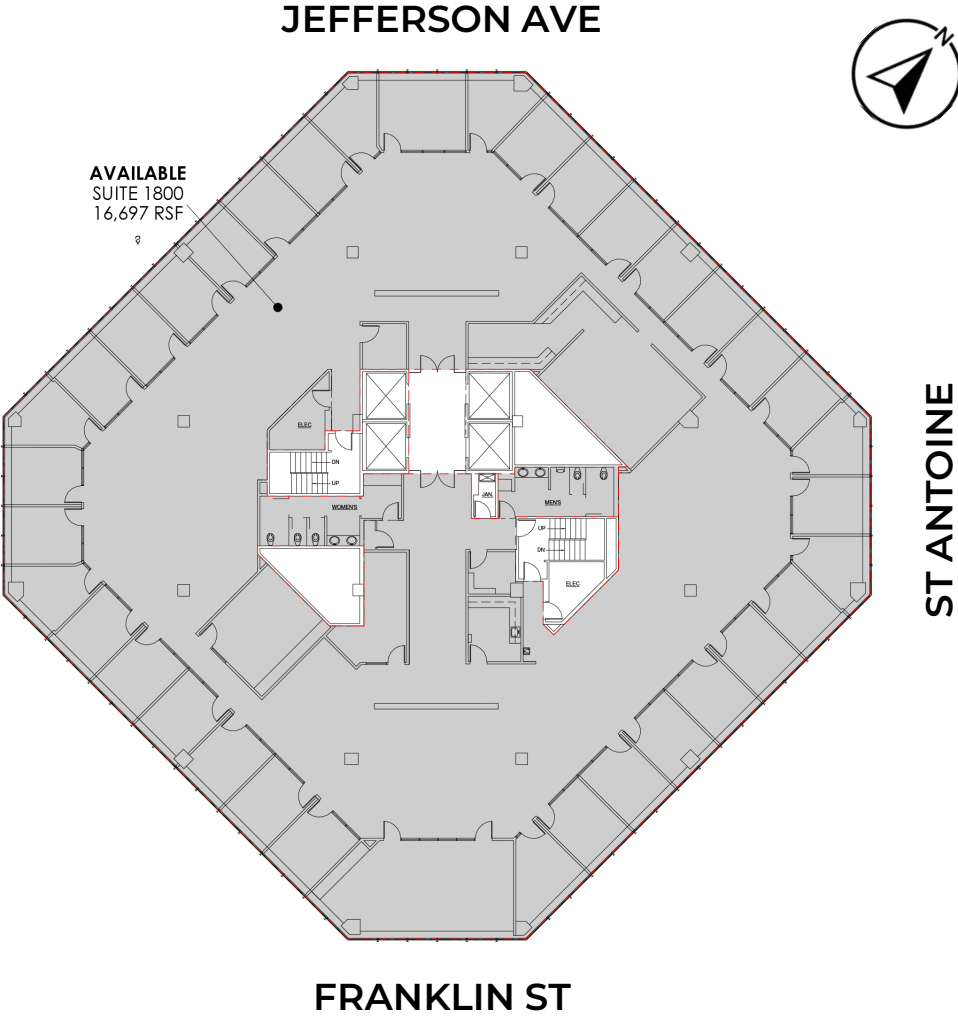 JEFFERSON AVE
N
AVAILABLE
SUITE 1800
16,697 RSF
ELEC
DN
UP
WOMEN'S
JAN.
MEN'S
UP
DN
ELEC
ST ANTOINE
FRANKLIN ST